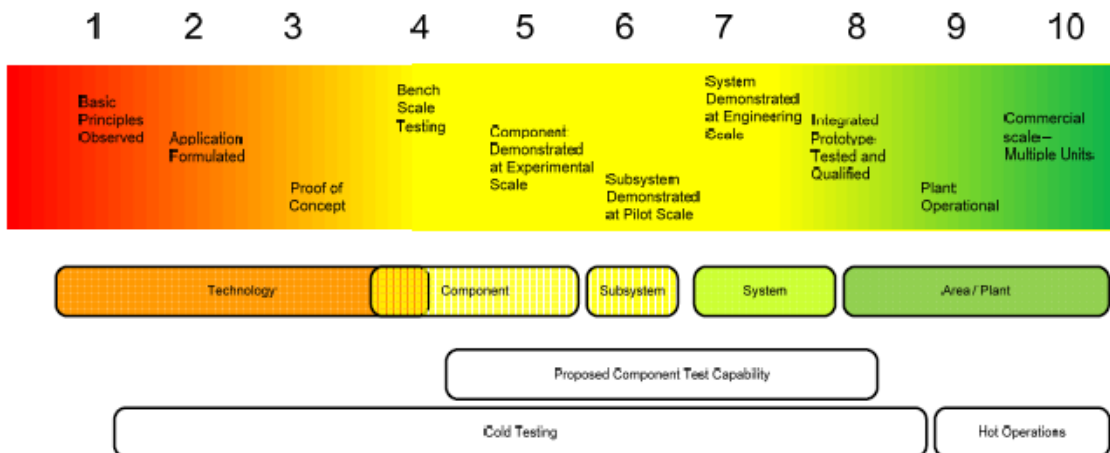 1 2 3 4 5 6 7 8 9 10
Basic
Principles
Observed
Application
Formulated
Proof of
Concept
Bench
Scale
Testing
Component
Demonstrated
at Experimental
Scale
Subsystem
Demonstrated
at Pilot Scale
System
Demonstrated
at Engineering
Scale
Integrated
Prototype
Tested and
Qualified
Plant
Operational
Commercial
scale–
Multiple Units
Technology
Component
Subsystem
System
Area / Plant
Proposed Component Test Capability
Cold Testing
Hot Operations